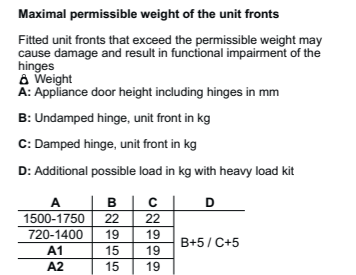 Maximal permissible weight of the unit fronts
Fitted unit fronts that exceed the permissible weight may
cause damage and result in functional impairment of the
hinges
Weight
A: Appliance door height including hinges in mm
B: Undamped hinge, unit front in kg
C: Damped hinge, unit front in kg
D: Additional possible load in kg with heavy load kit
A B C D
1500-1750 22 22
720-1400 19 19
B+5 / C+5
A1 15 19
A2 15 19